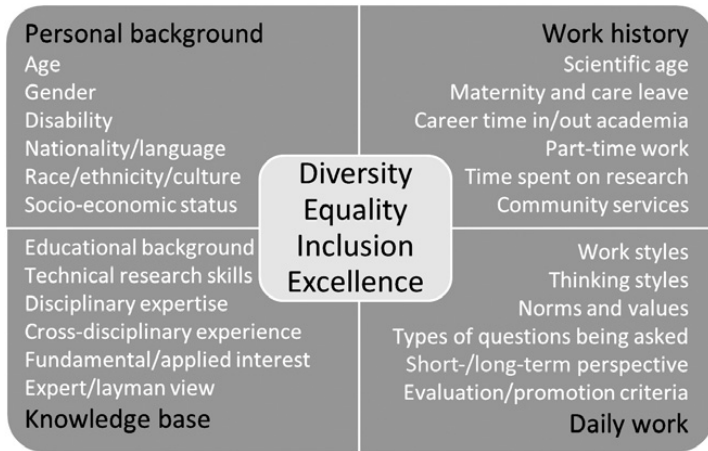 Personal background
Age
Gender
Disability
Nationality/language
Race/ethnicity/culture
Socio-economic status
Work history
Scientific age
Maternity and care leave
Career time in/out academia
Part-time work
Time spent on research
Community services
Diversity
Equality
Inclusion
Excellence
Educational background
Technical research skills
Disciplinary expertise
Cross-disciplinary experience
Fundamental/applied interest
Expert/layman view
Knowledge base
Work styles
Thinking styles
Norms and values
Types of questions being asked
Short-/long-term perspective
Evaluation/promotion criteria
Daily work